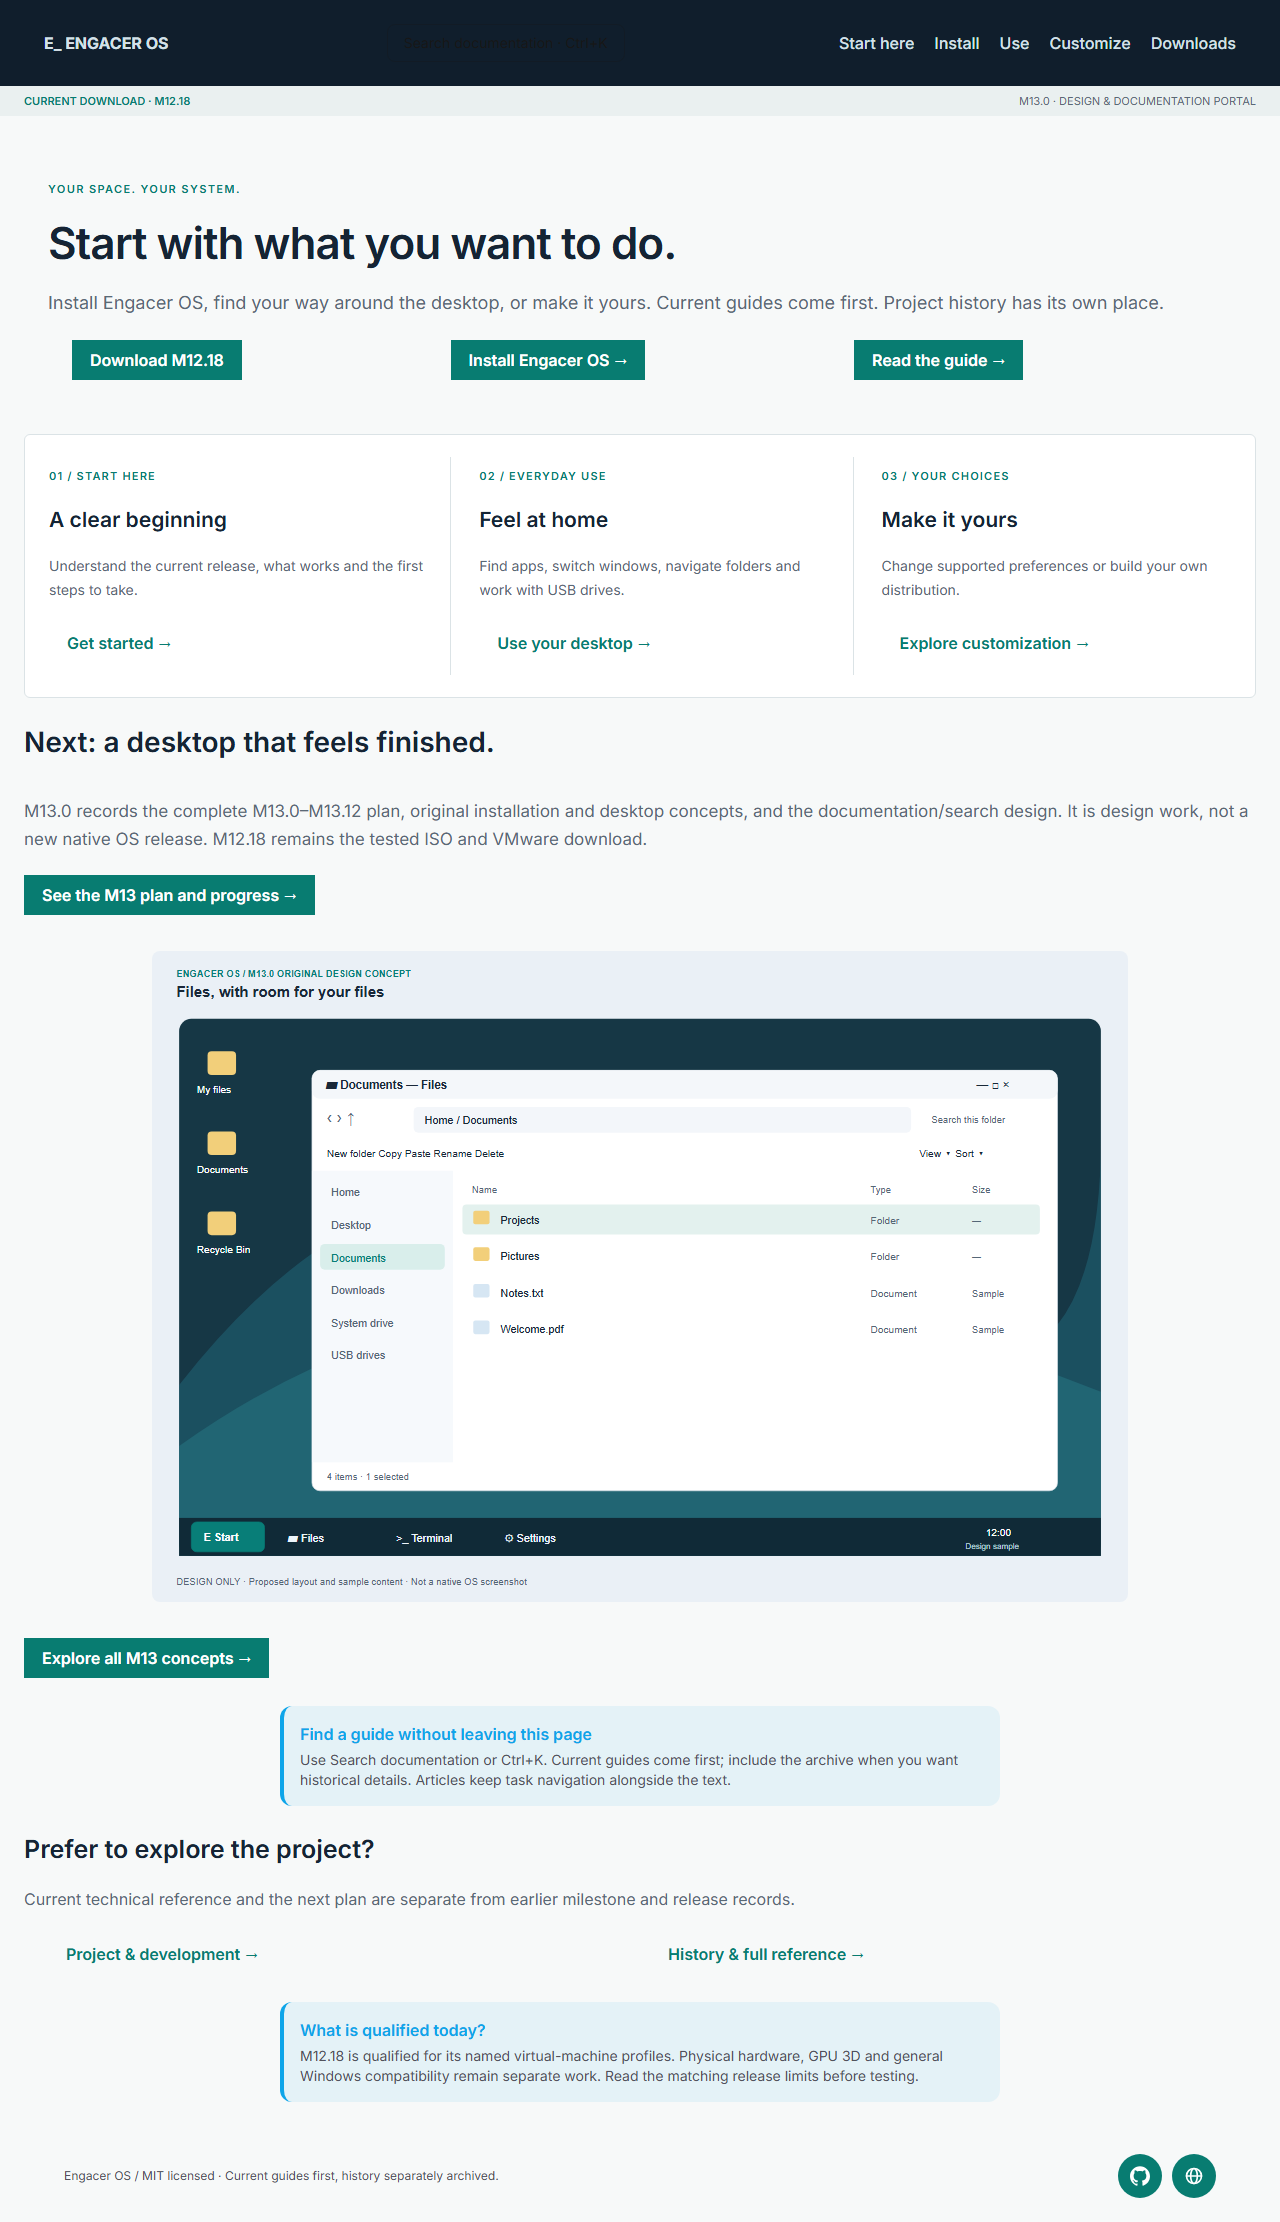 E_ ENGACER OS
Search documentation / Ctrl+K
Start here Install Use Customize Downloads
CURRENT DOWNLOAD · M12.18
M13.0 · DESIGN & DOCUMENTATION PORTAL
YOUR SPACE. YOUR SYSTEM.
Start with what you want to do.
Install Engacer OS, find your way around the desktop, or make it yours. Current guides come first. Project history has its own place.
Download M12.18
Install Engacer OS →
Read the guide →
01 / START HERE
A clear beginning
Understand the current release, what works and the first
steps to take.
Get started →
02 / EVERYDAY USE
Feel at home
Find apps, switch windows, navigate folders and
work with USB drives.
Use your desktop →
03 / YOUR CHOICES
Make it yours
Change supported preferences or build your own
distribution.
Explore customization →
Next: a desktop that feels finished.
M13.0 records the complete M13.0–M13.12 plan, original installation and desktop concepts, and the documentation/search design. It is design work, not a
new native OS release. M12.18 remains the tested ISO and VMware download.
See the M13 plan and progress →
ENGACER OS / M13.0 ORIGINAL DESIGN CONCEPT
Files, with room for your files
My files
Documents
Recycle Bin
▰ Documents — Files
— □ ×
‹ › ↑
Home / Documents
Search this folder
New folder Copy Paste Rename Delete
View ▾ Sort ▾
Home
Desktop
Documents
Downloads
System drive
USB drives
Name Type Size
Projects Folder —
Pictures Folder —
Notes.txt Document Sample
Welcome.pdf Document Sample
4 items · 1 selected
E Start
▰ Files
>_ Terminal
⚙ Settings
12:00
Design sample
DESIGN ONLY · Proposed layout and sample content · Not a native OS screenshot
Explore all M13 concepts →
Find a guide without leaving this page
Use Search documentation or Ctrl+K. Current guides come first; include the archive when you want
historical details. Articles keep task navigation alongside the text.
Prefer to explore the project?
Current technical reference and the next plan are separate from earlier milestone and release records.
Project & development →
History & full reference →
What is qualified today?
M12.18 is qualified for its named virtual-machine profiles. Physical hardware, GPU 3D and general
Windows compatibility remain separate work. Read the matching release limits before testing.
Engacer OS / MIT licensed · Current guides first, history separately archived.